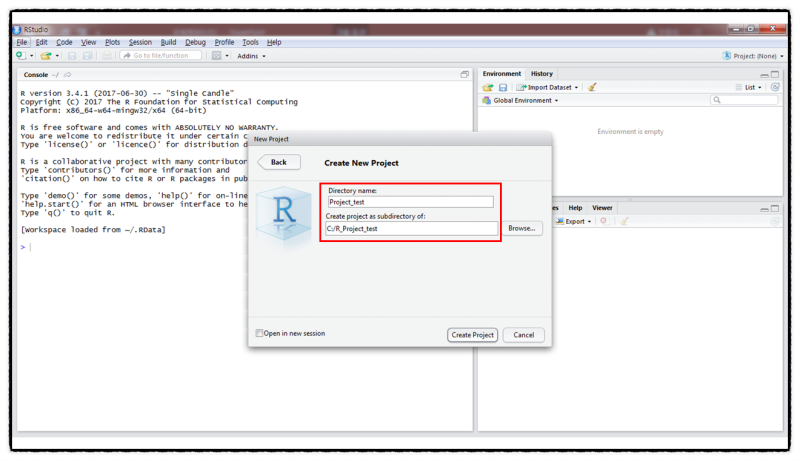 RStudio
File Edit Code View Plots Session Build Debug Profile Tools Help
Go to file/function Addins Project: (None)
Console ~/
R version 3.4.1 (2017-06-30) -- "Single Candle"
Copyright (C) 2017 The R Foundation for Statistical Computing
Platform: x86_64-w64-mingw32/x64 (64-bit)
R is free software and comes with ABSOLUTELY NO WARRANTY.
You are welcome to redistribute it under certain c
Type 'license()' or 'licence()' for distribution d
R is a collaborative project with many contributor
Type 'contributors()' for more information and
'citation()' on how to cite R or R packages in pub
Type 'demo()' for some demos, 'help()' for on-line
'help.start()' for an HTML browser interface to he
Type 'q()' to quit R.
[Workspace loaded from ~/.RData]
>
New Project
Back
Create New Project
R
Directory name:
Project_test
Create project as subdirectory of:
C:/R_Project_test
Browse...
Open in new session
Create Project
Cancel
Environment History
Import Dataset List
Global Environment
Environment is empty
es Help Viewer
Export